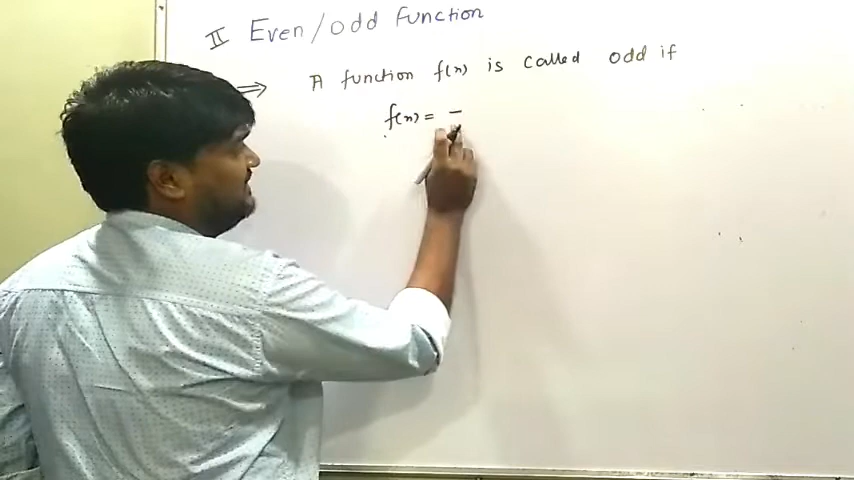 II Even/odd Function
⇒ A function f(x) is called odd if
f(x) = -